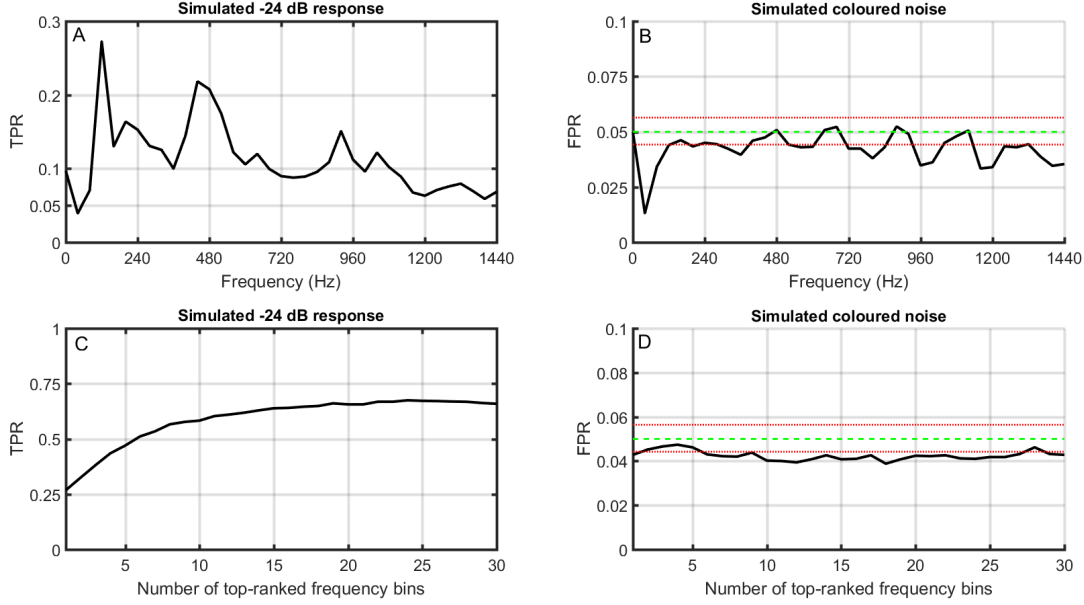 Simulated -24 dB response
A
TPR
0.3
0.2
0.1
0.05
0
0 240 480 720 960 1200 1440
Frequency (Hz)
Simulated coloured noise
B
FPR
0.1
0.075
0.05
0.025
0
0 240 480 720 960 1200 1440
Frequency (Hz)
Simulated -24 dB response
C
TPR
1
0.75
0.5
0.25
0
5 10 15 20 25 30
Number of top-ranked frequency bins
Simulated coloured noise
D
FPR
0.1
0.08
0.06
0.04
0.02
0
5 10 15 20 25 30
Number of top-ranked frequency bins